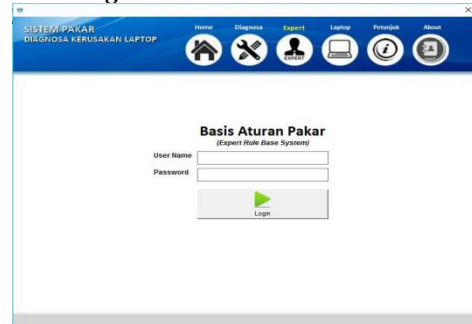 SISTEM PAKAR
DIAGNOSA KERUSAKAN LAPTOP
Home Diagnosa Expert Laptop Petunjuk About
EXPERT
Basis Aturan Pakar
(Expert Rule Base System)
User Name
Password
Login